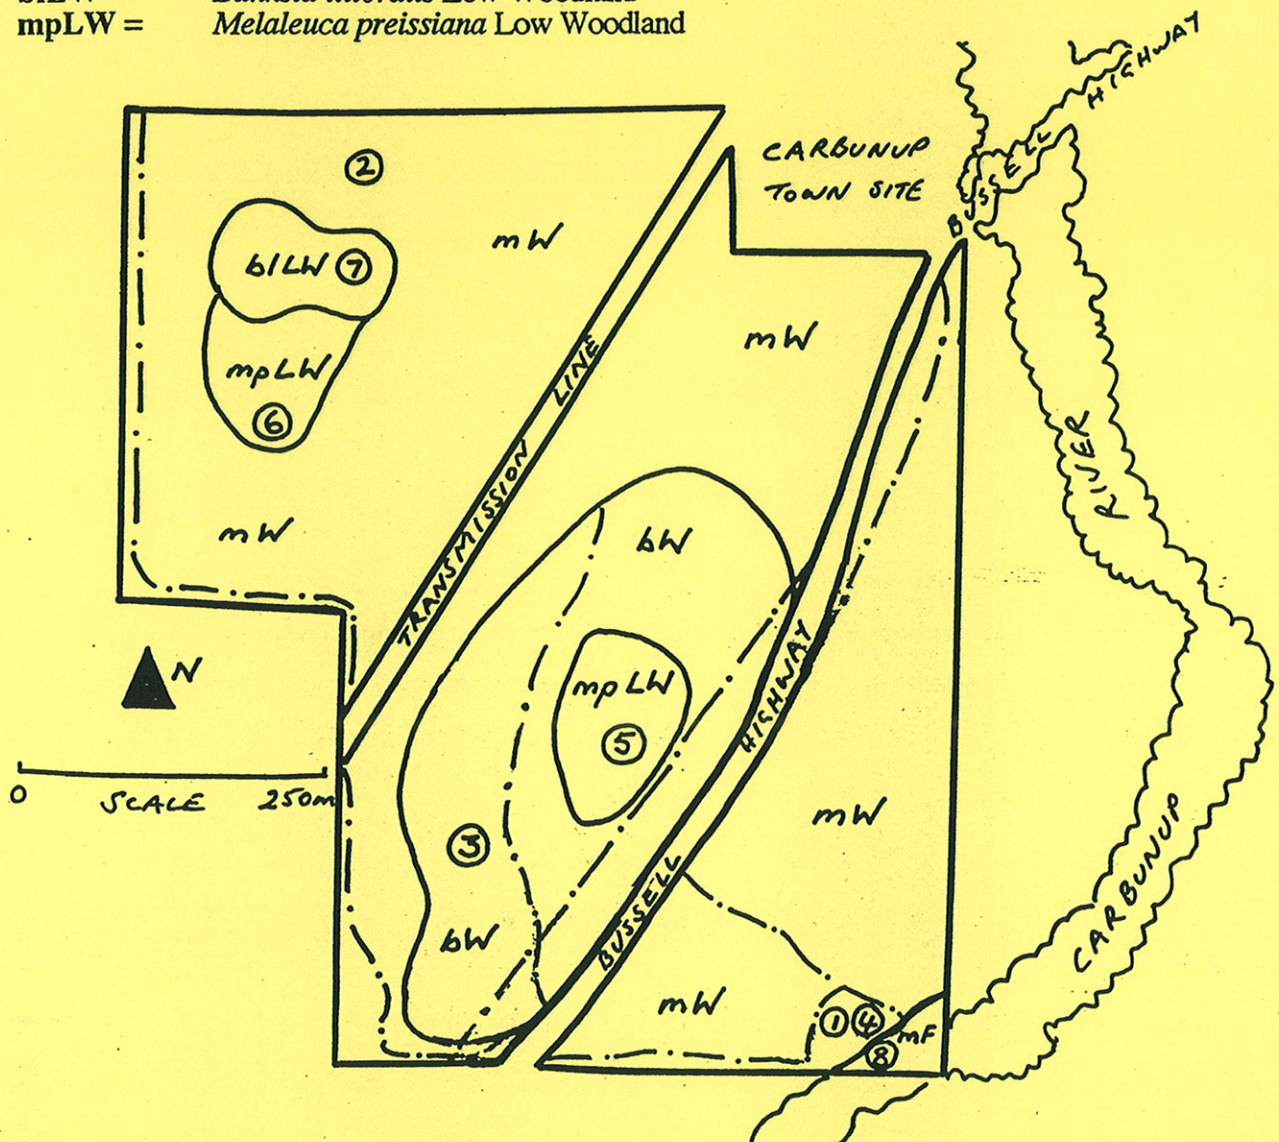 mpLW = Melaleuca preissiana Low Woodland
HIGHWAY
BUSSELL
CARBUNUP
TOWN SITE
②
mW
blLW ⑦
mpLW
⑥
mW
TRANSMISSION LINE
mW
RIVER
bW
mW
N
mpLW
⑤
HIGHWAY
0 SCALE 250m
③
mW
bW
BUSSELL
CARBUNUP
mW
① ④
mF
⑧